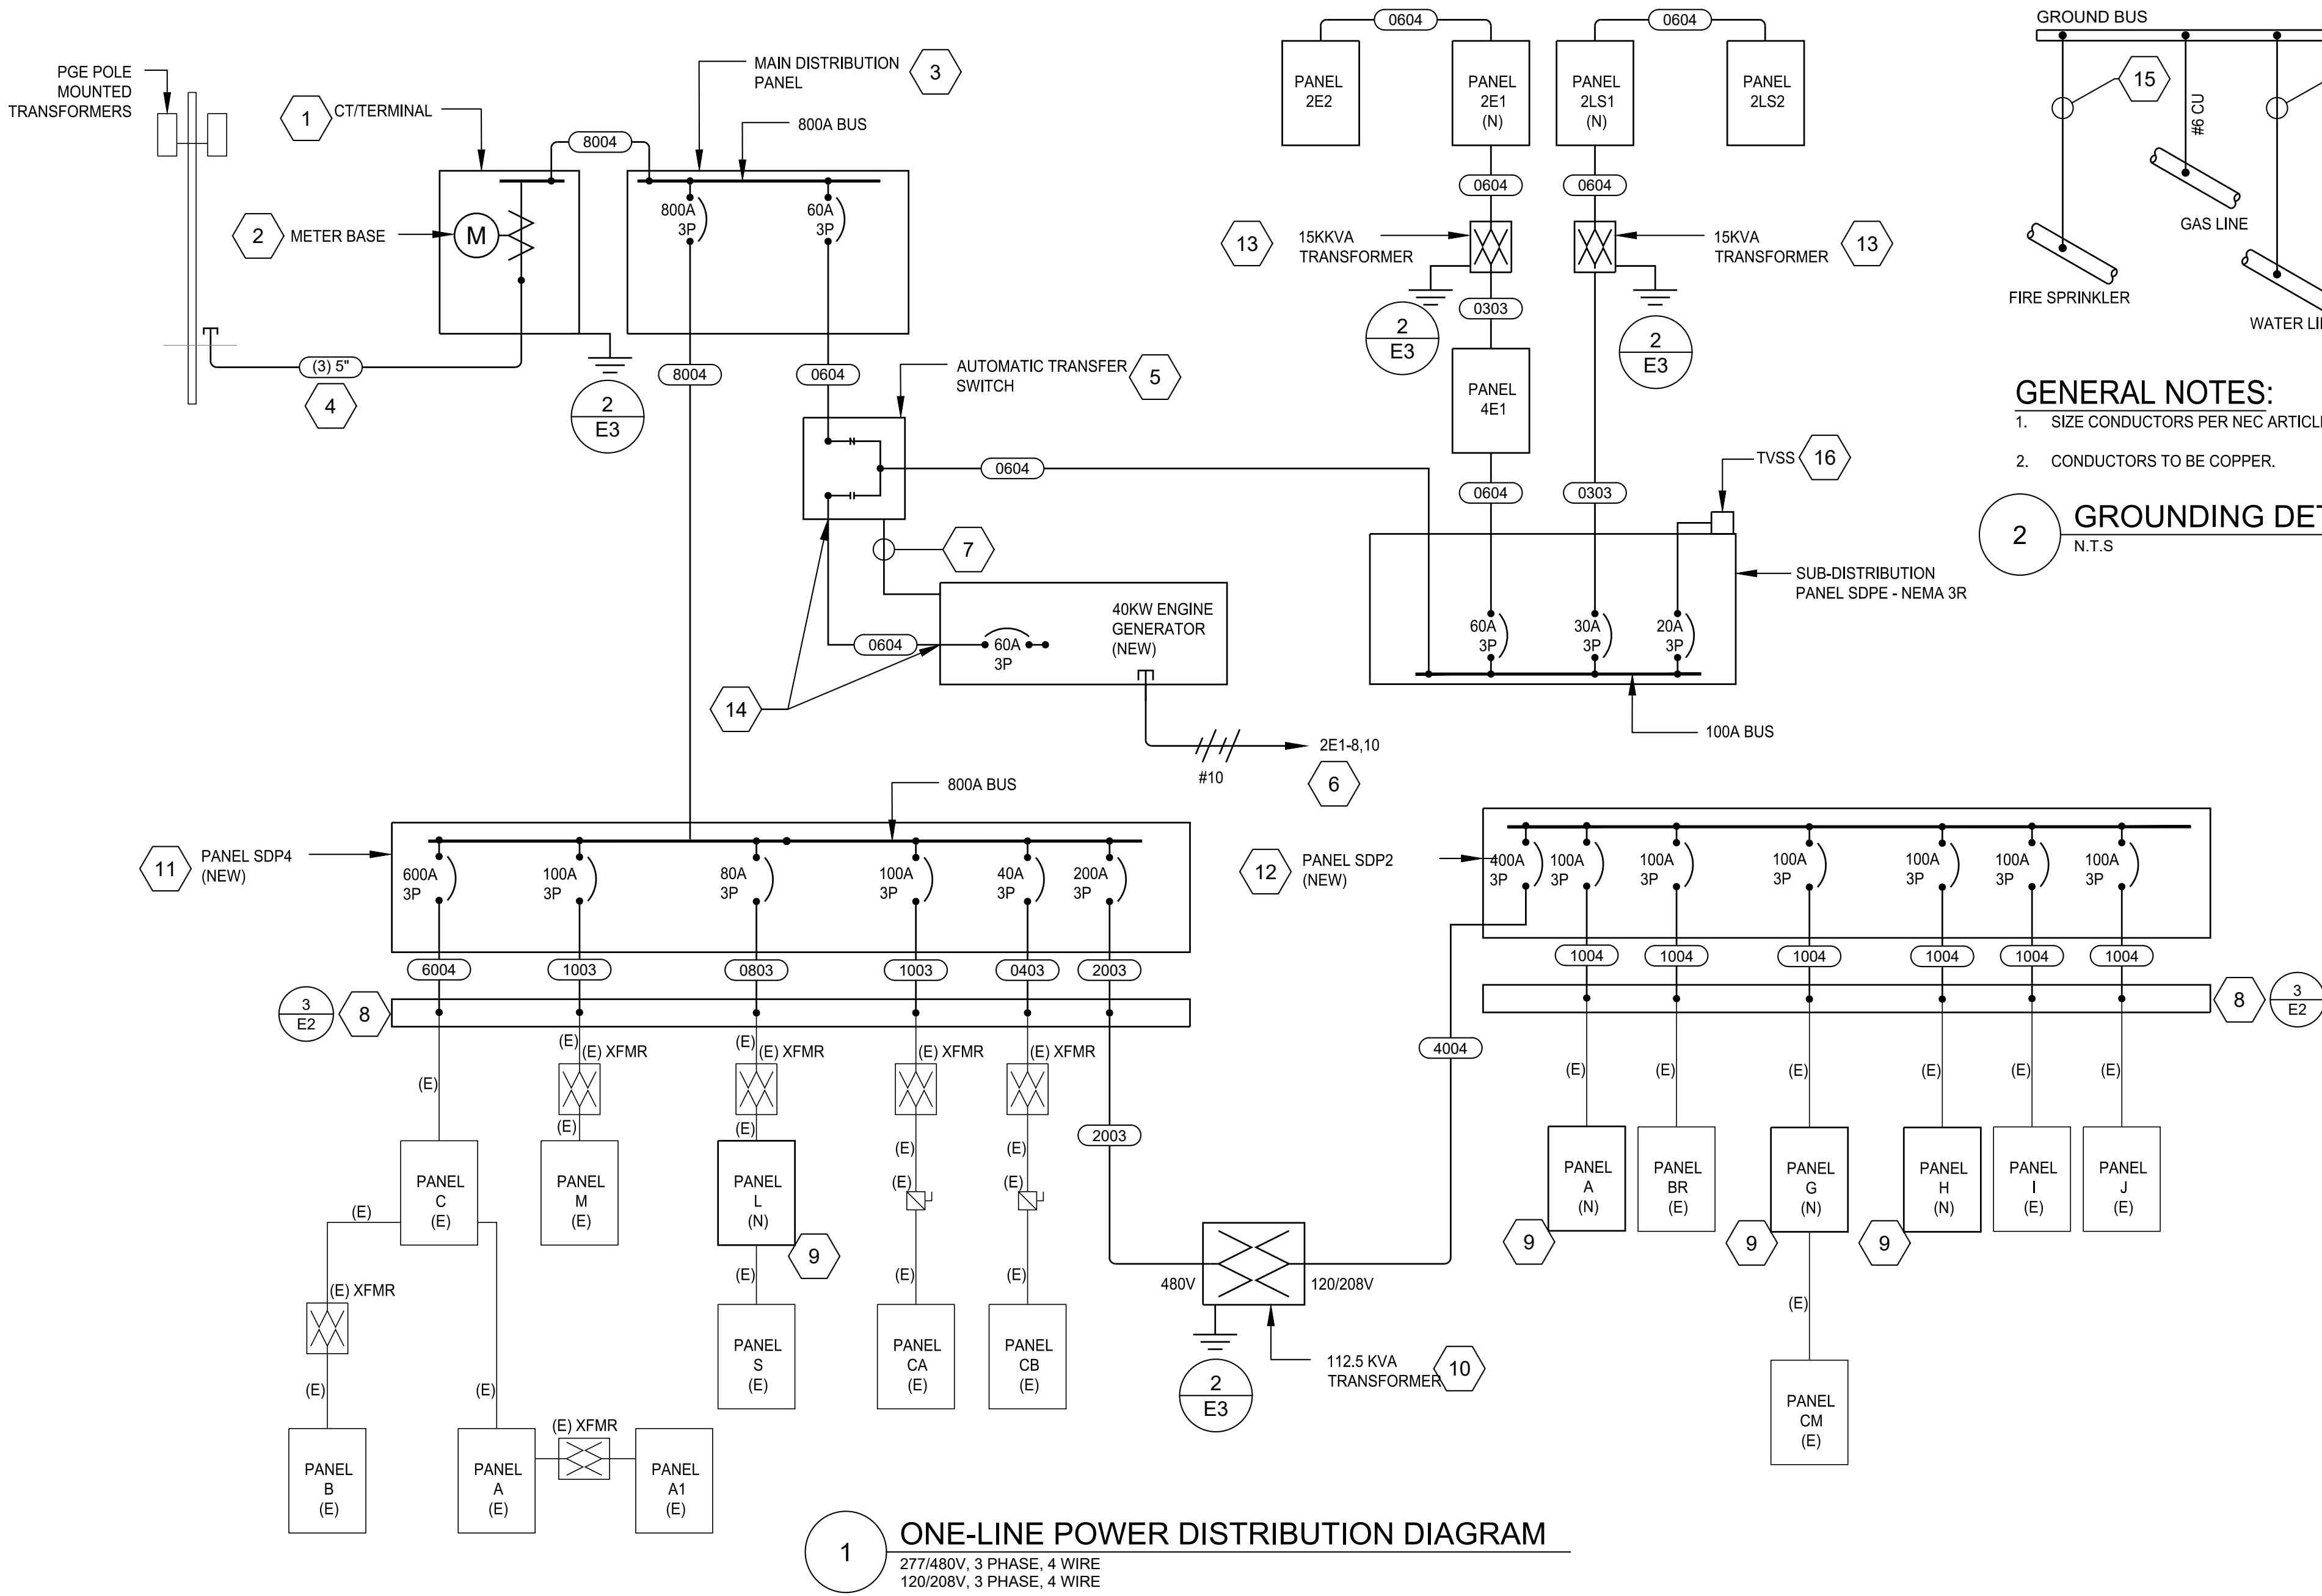 PGE POLE
MOUNTED
TRANSFORMERS
1
CT/TERMINAL
2
METER BASE
M
8004
(3) 5"
4
2
E3
MAIN DISTRIBUTION
PANEL
3
800A BUS
800A
3P
60A
3P
8004
0604
AUTOMATIC TRANSFER
SWITCH
5
0604
7
0604
14
60A
3P
40KW ENGINE
GENERATOR
(NEW)
#10
2E1-8,10
6
0604
0604
PANEL
2E2
PANEL
2E1
(N)
PANEL
2LS1
(N)
PANEL
2LS2
0604
0604
13
15KKVA
TRANSFORMER
15KVA
TRANSFORMER
13
2
E3
0303
2
E3
PANEL
4E1
0604
0303
TVSS
16
60A
3P
30A
3P
20A
3P
SUB-DISTRIBUTION
PANEL SDPE - NEMA 3R
100A BUS
GROUND BUS
15
#6 CU
GAS LINE
FIRE SPRINKLER
WATER LI
GENERAL NOTES:
1. SIZE CONDUCTORS PER NEC ARTICL
2. CONDUCTORS TO BE COPPER.
2
GROUNDING DET
N.T.S
11
PANEL SDP4
(NEW)
800A BUS
600A
3P
100A
3P
80A
3P
100A
3P
40A
3P
200A
3P
6004
1003
0803
1003
0403
2003
3
E2
8
(E)
(E)
(E) XFMR
(E)
(E) XFMR
(E) XFMR
(E) XFMR
(E)
(E)
(E)
(E)
(E)
(E)
PANEL
C
(E)
PANEL
M
(E)
PANEL
L
(N)
9
(E)
(E)
(E)
(E)
(E) XFMR
PANEL
S
(E)
PANEL
CA
(E)
PANEL
CB
(E)
(E)
(E)
(E) XFMR
PANEL
B
(E)
PANEL
A
(E)
PANEL
A1
(E)
2003
480V
120/208V
2
E3
112.5 KVA
TRANSFORMER
10
4004
12
PANEL SDP2
(NEW)
400A
3P
100A
3P
100A
3P
100A
3P
100A
3P
100A
3P
100A
3P
1004
1004
1004
1004
1004
1004
8
3
E2
(E)
(E)
(E)
(E)
(E)
(E)
PANEL
A
(N)
PANEL
BR
(E)
PANEL
G
(N)
PANEL
H
(N)
PANEL
I
(E)
PANEL
J
(E)
9
9
9
(E)
PANEL
CM
(E)
1
ONE-LINE POWER DISTRIBUTION DIAGRAM
277/480V, 3 PHASE, 4 WIRE
120/208V, 3 PHASE, 4 WIRE